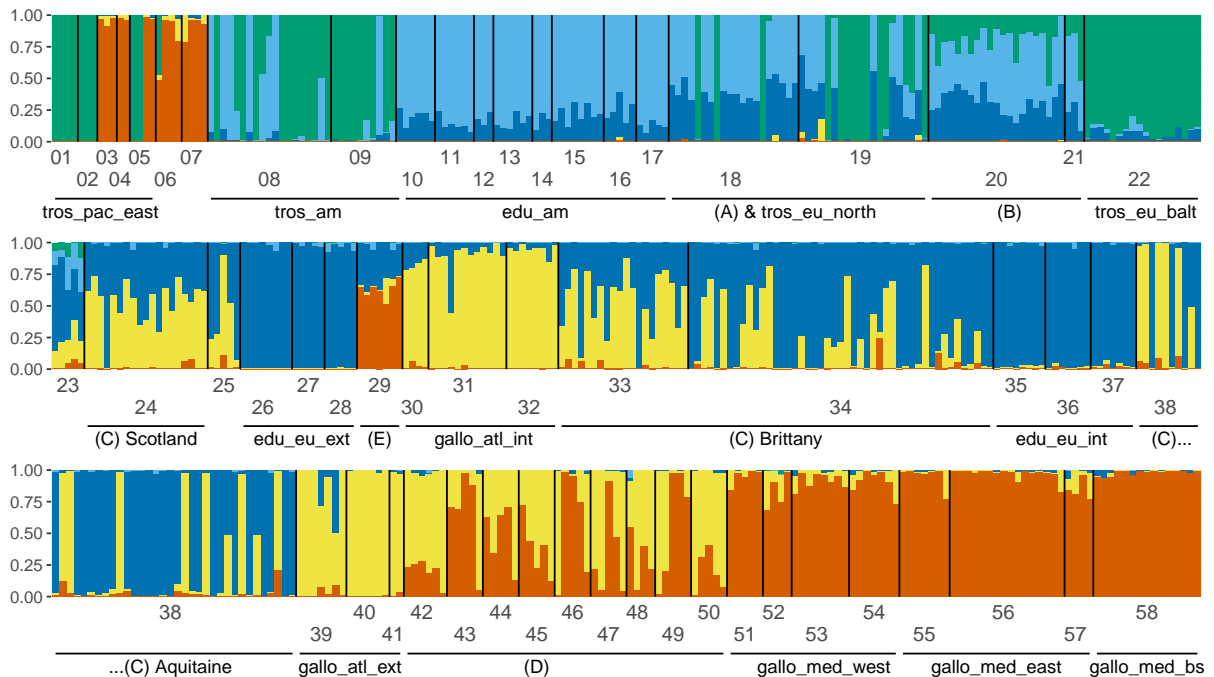 1.00
0.75
0.50
0.25
0.00
01 03 05 07 09 11 13 15 17 19 21
02 04 06 08 10 12 14 16 18 20 22
tros_pac_east tros_am edu_am (A) & tros_eu_north (B) tros_eu_balt
1.00
0.75
0.50
0.25
0.00
23 25 27 29 31 33 35 37
24 26 28 30 32 34 36 38
(C) Scotland edu_eu_ext (E) gallo_atl_int (C) Brittany edu_eu_int (C)...
1.00
0.75
0.50
0.25
0.00
38 40 42 44 46 48 50 52 54 56 58
39 41 43 45 47 49 51 53 55 57
...(C) Aquitaine gallo_atl_ext (D) gallo_med_west gallo_med_east gallo_med_bs